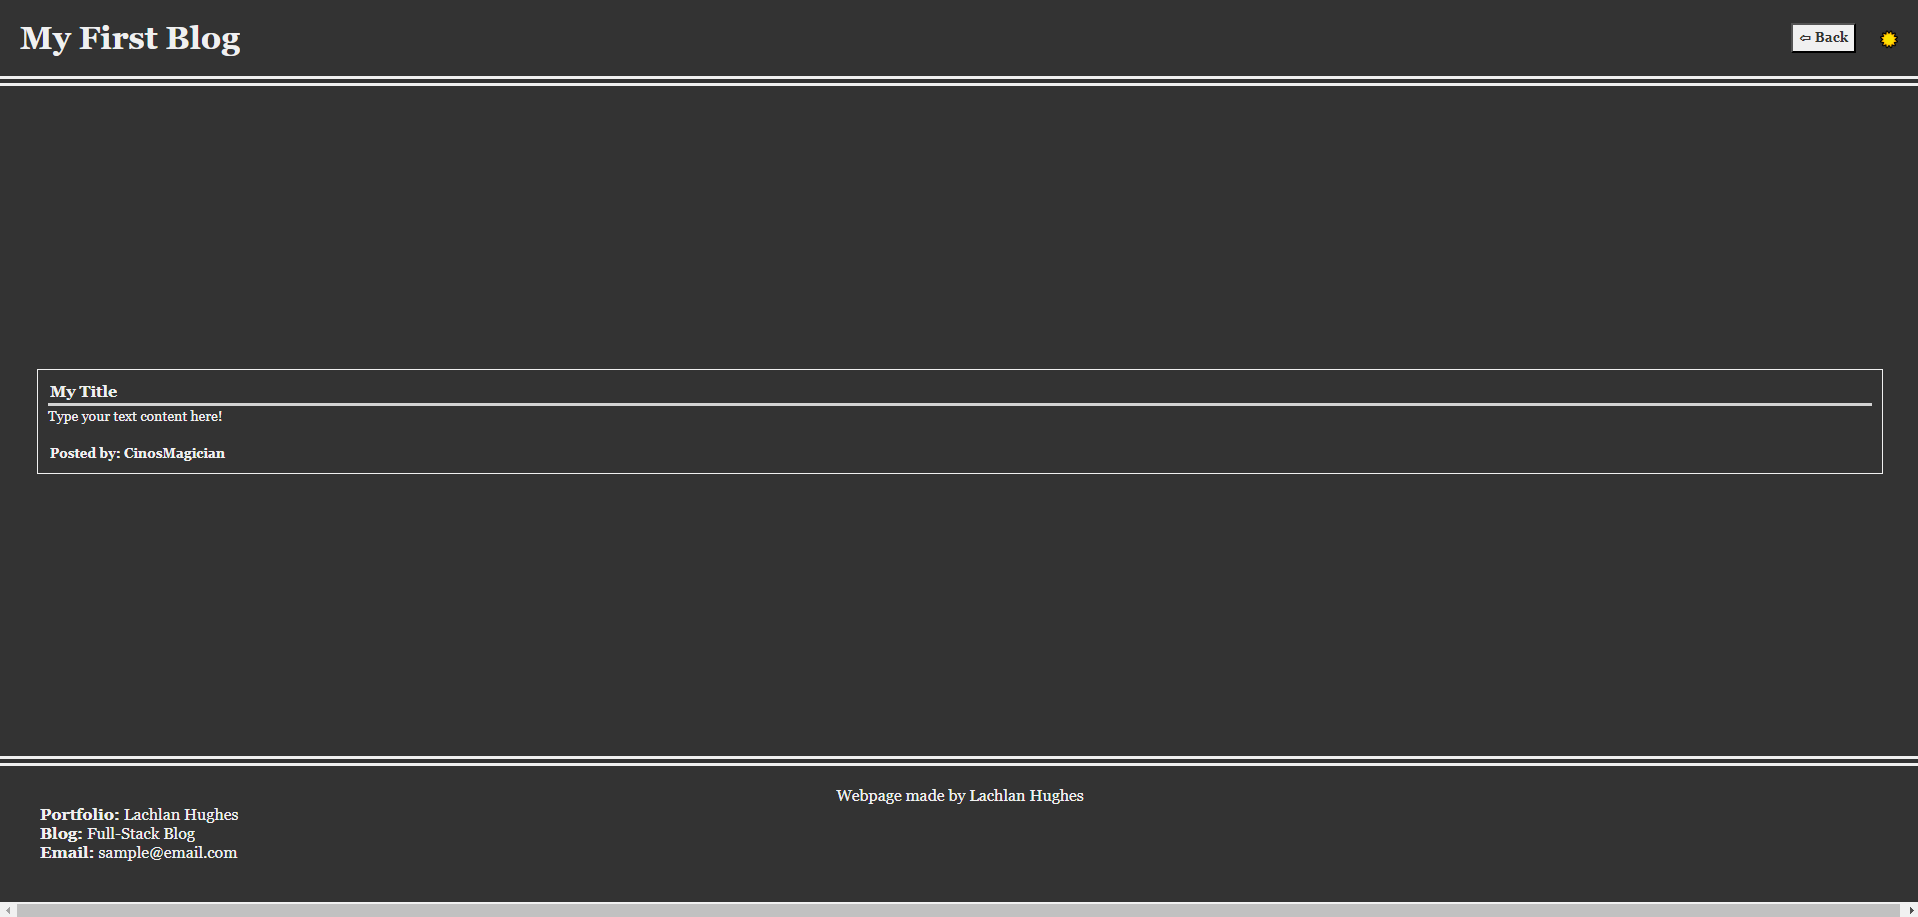 My First Blog
⇦ Back
My Title
Type your text content here!
Posted by: CinosMagician
Webpage made by Lachlan Hughes
Portfolio: Lachlan Hughes
Blog: Full-Stack Blog
Email: sample@email.com